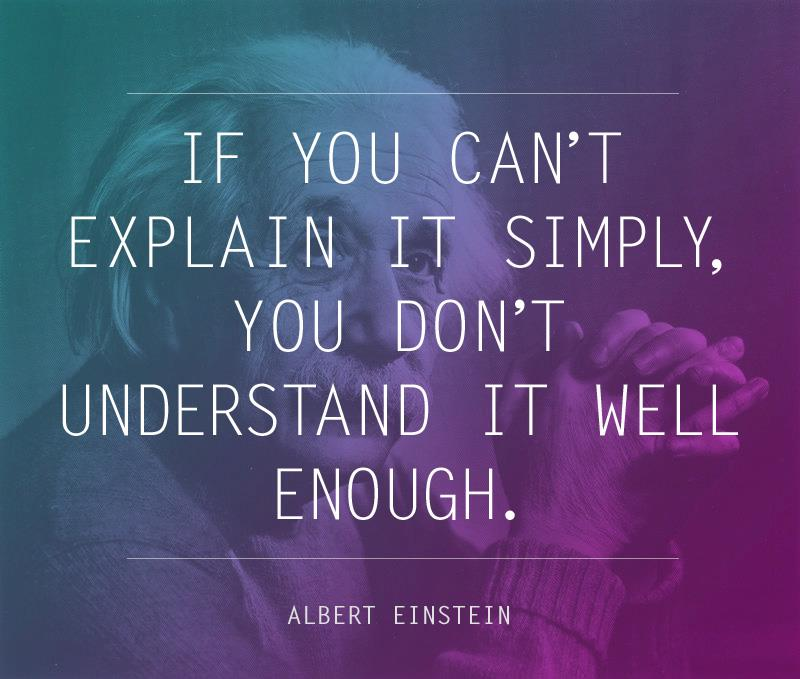 IF YOU CAN’T
EXPLAIN IT SIMPLY,
YOU DON’T
UNDERSTAND IT WELL
ENOUGH.
ALBERT EINSTEIN